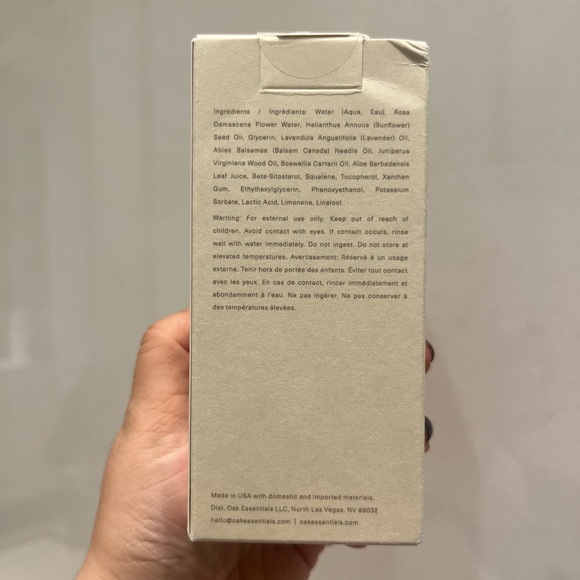 Ingredients / Ingrédients: Water (Aqua, Eau), Rosa
Damascena Flower Water, Helianthus Annuus (Sunflower)
Seed Oil, Glycerin, Lavandula Angustifolia (Lavender) Oil,
Abies Balsamea (Balsam Canada) Needle Oil, Juniperus
Virginiana Wood Oil, Boswellia Carterii Oil, Aloe Barbadensis
Leaf Juice, Beta-Sitosterol, Squalene, Tocopherol, Xanthan
Gum, Ethylhexylglycerin, Phenoxyethanol, Potassium
Sorbate, Lactic Acid, Limonene, Linalool.
Warning: For external use only. Keep out of reach of
children. Avoid contact with eyes. If contact occurs, rinse
well with water immediately. Do not ingest. Do not store at
elevated temperatures. Avertissement: Réservé à un usage
externe. Tenir hors de portée des enfants. Éviter tout contact
avec les yeux. En cas de contact, rincer immédiatement et
abondamment à l'eau. Ne pas ingérer. Ne pas conserver à
des températures élevées.
Made in USA with domestic and imported materials.
Dist. Oak Essentials LLC, North Las Vegas, NV 89032
hello@oakessentials.com | oakessentials.com